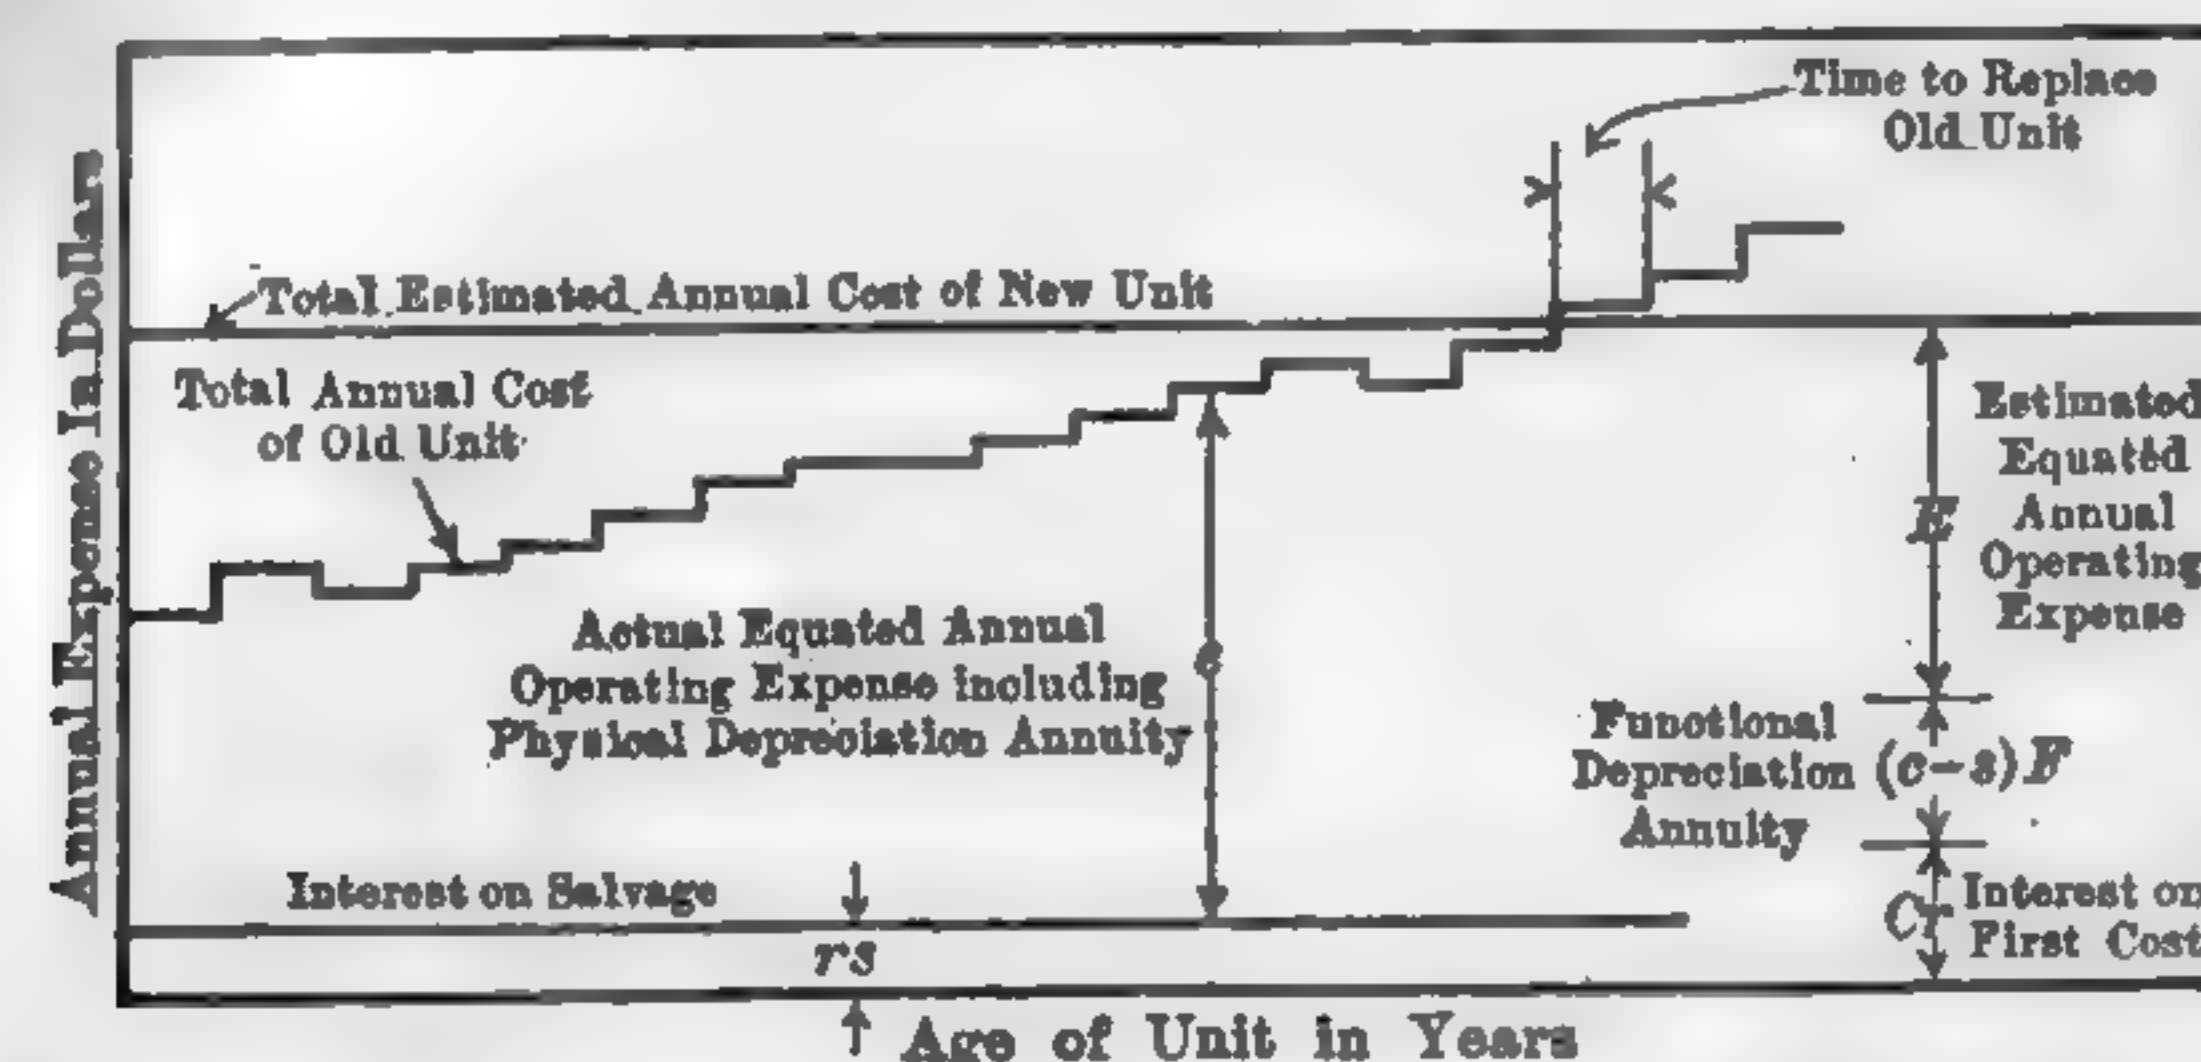 Time to Replace
Old Unit
Total Estimated Annual Cost of New Unit
Total Annual Cost
of Old Unit
Annual Expense In Dollars
Estimated
Equated
Annual
Operating
Expense
E
Actual Equated Annual
Operating Expense including
Physical Depreciation Annuity
e
Functional
Depreciation
Annuity
(c-s)F
Interest on Salvage
rs
Cr
Interest on
First Cost
Age of Unit in Years